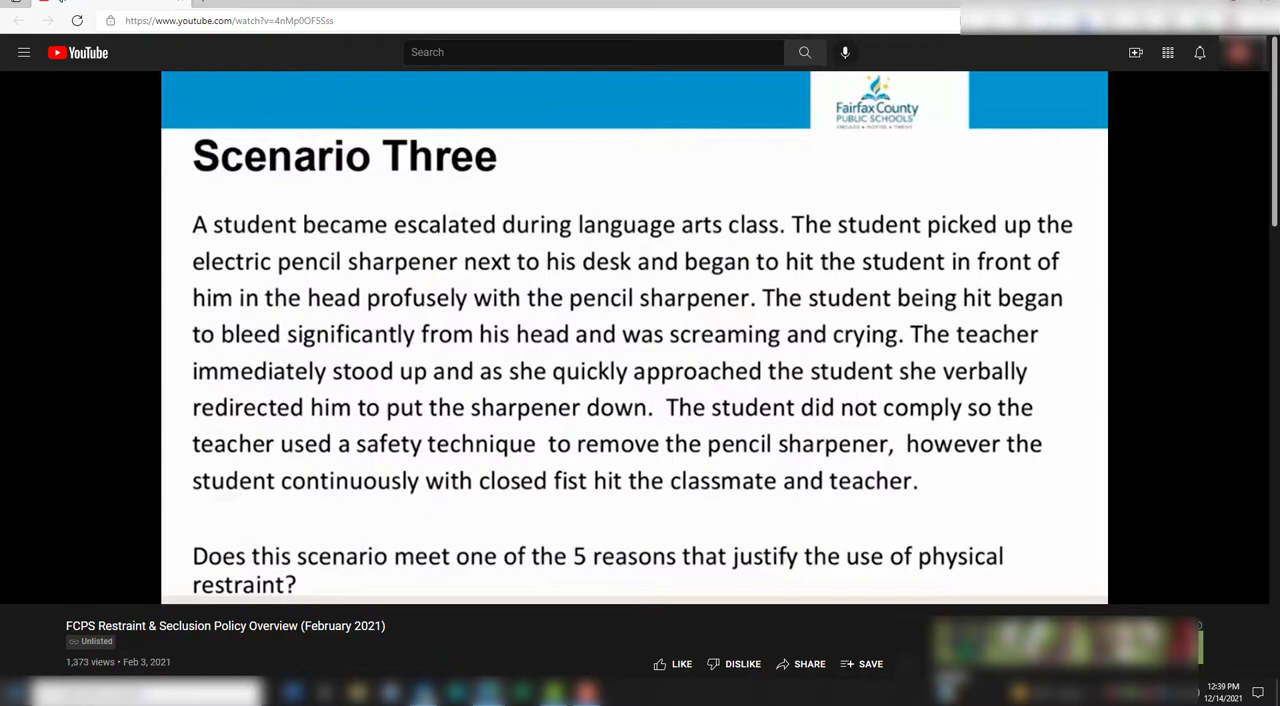 https://www.youtube.com/watch?v=4nMp0OF5Sss
YouTube
Search
Fairfax County
PUBLIC SCHOOLS
ENGAGE • INSPIRE • THRIVE
Scenario Three
A student became escalated during language arts class. The student picked up the
electric pencil sharpener next to his desk and began to hit the student in front of
him in the head profusely with the pencil sharpener. The student being hit began
to bleed significantly from his head and was screaming and crying. The teacher
immediately stood up and as she quickly approached the student she verbally
redirected him to put the sharpener down. The student did not comply so the
teacher used a safety technique to remove the pencil sharpener, however the
student continuously with closed fist hit the classmate and teacher.
Does this scenario meet one of the 5 reasons that justify the use of physical
restraint?
FCPS Restraint & Seclusion Policy Overview (February 2021)
Unlisted
1,373 views • Feb 3, 2021
LIKE DISLIKE SHARE SAVE
12:39 PM
12/14/2021